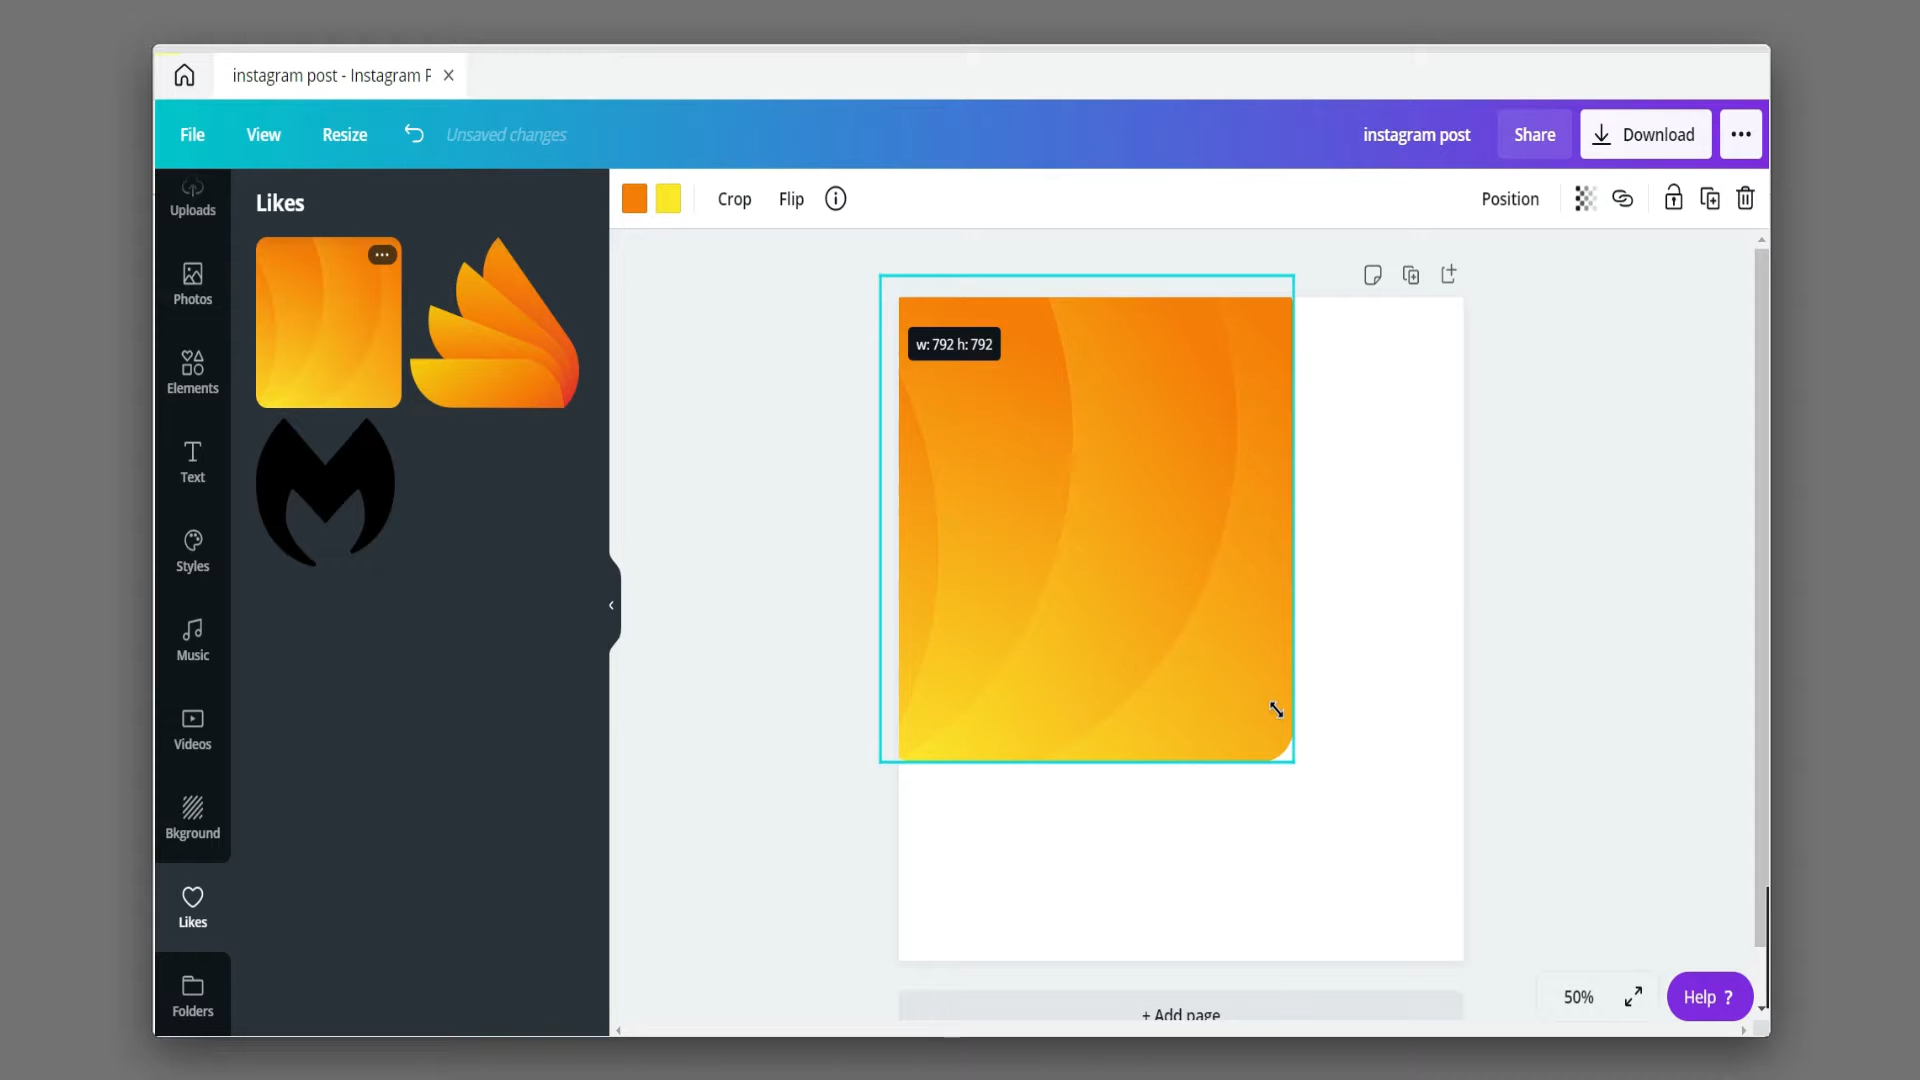 instagram post - Instagram F
File
View
Resize
Unsaved changes
instagram post
Share
Download
Uploads
Photos
Elements
Text
Styles
Music
Videos
Bkground
Likes
Folders
Likes
Crop
Flip
Position
w: 792 h: 792
+ Add page
50%
Help ?